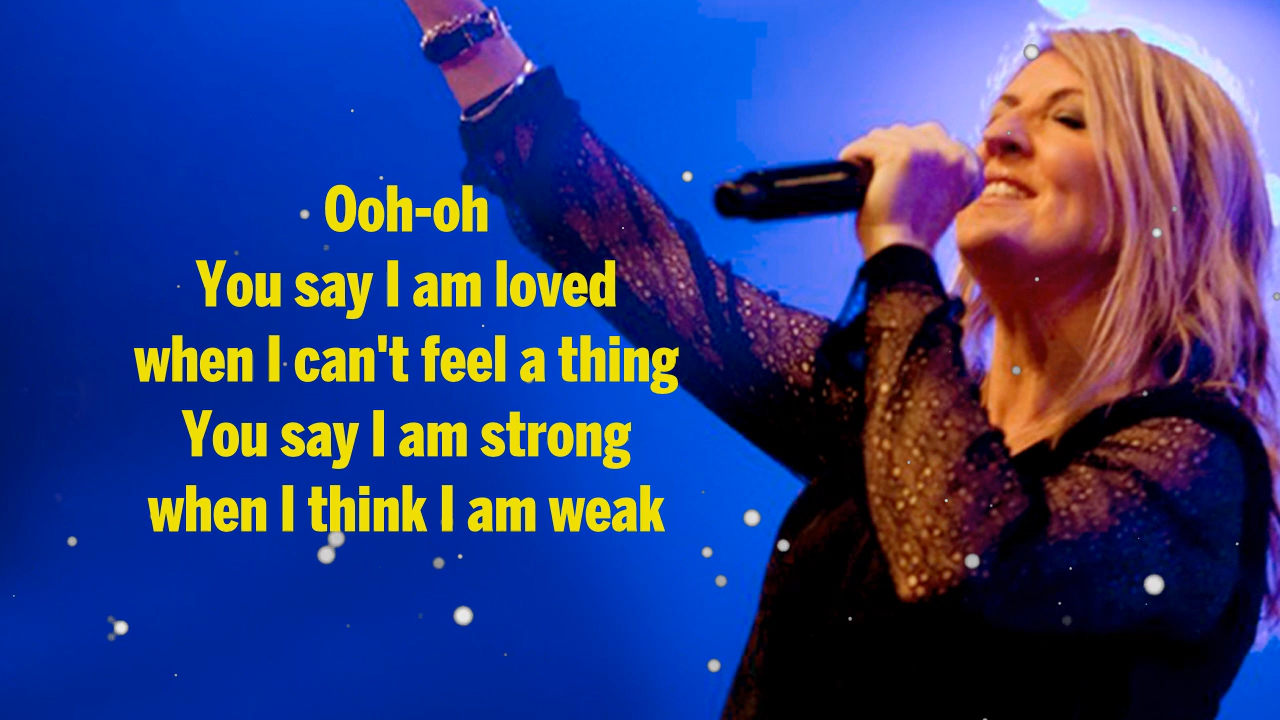 Ooh-oh
You say I am loved
when I can't feel a thing
You say I am strong
when I think I am weak